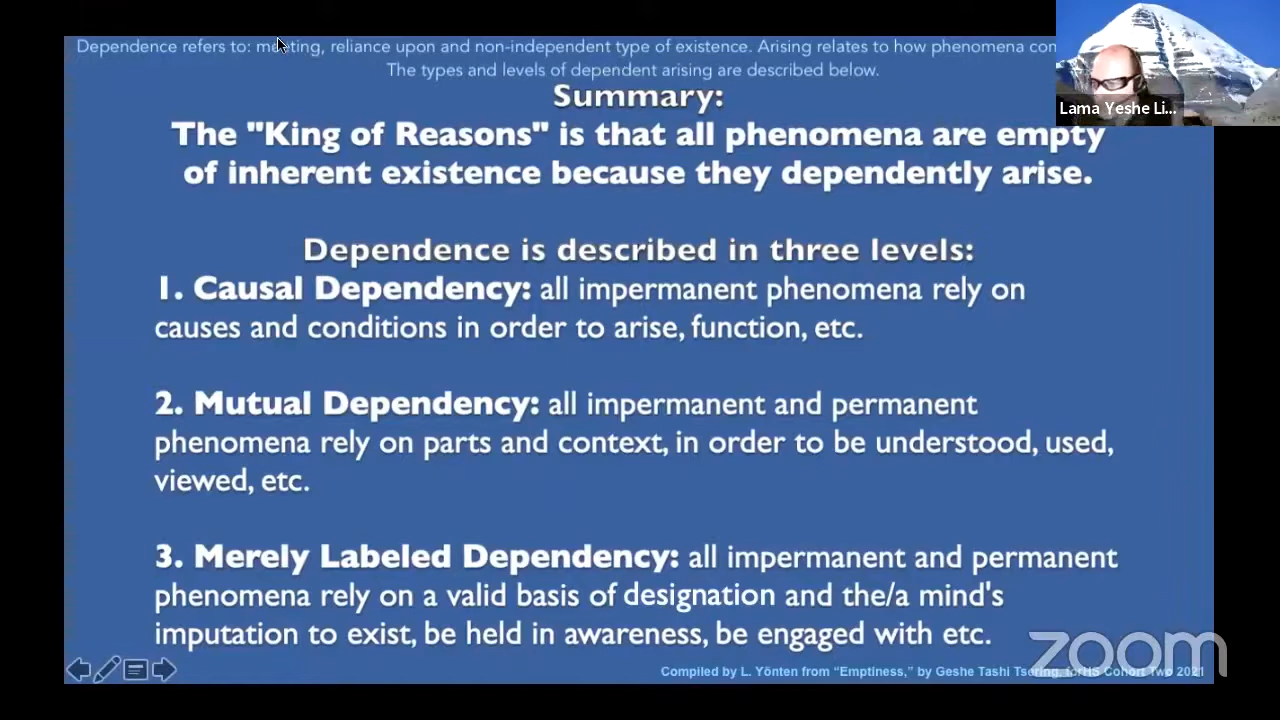 Dependence refers to: meeting, reliance upon and non-independent type of existence. Arising relates to how phenomena
The types and levels of dependent arising are described below.
Lama Yeshe Li...
Summary:
The "King of Reasons" is that all phenomena are empty
of inherent existence because they dependently arise.
Dependence is described in three levels:
1. Causal Dependency: all impermanent phenomena rely on
causes and conditions in order to arise, function, etc.
2. Mutual Dependency: all impermanent and permanent
phenomena rely on parts and context, in order to be understood, used,
viewed, etc.
3. Merely Labeled Dependency: all impermanent and permanent
phenomena rely on a valid basis of designation and the/a mind's
imputation to exist, be held in awareness, be engaged with etc.
zoom
Compiled by L. Yönten from “Emptiness,” by Geshe Tashi Tsering, forHS Cohort Two 2021